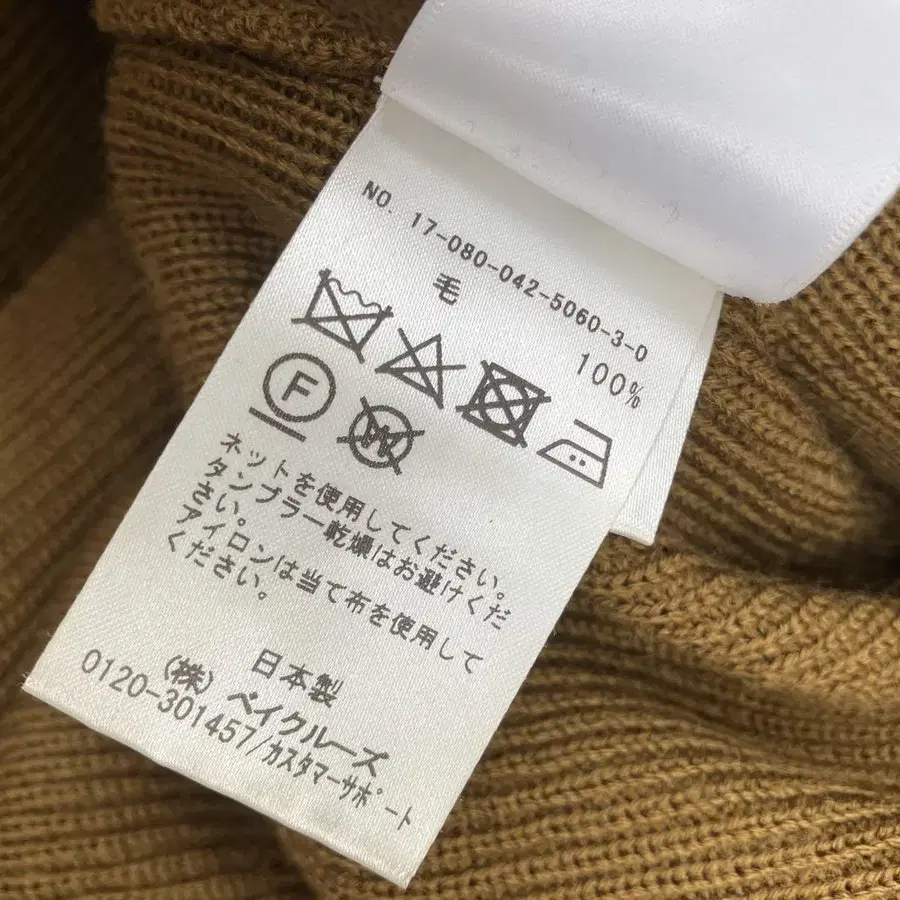 NO. 17-080-042-5060-3-0
毛 100%
F
W
ネットを使用してください。
タンブラー乾燥はお避けくだ
さい。
アイロンは当て布を使用して
ください。
日本製
(株) ベイクルーズ
0120-301457/カスタマーサポート